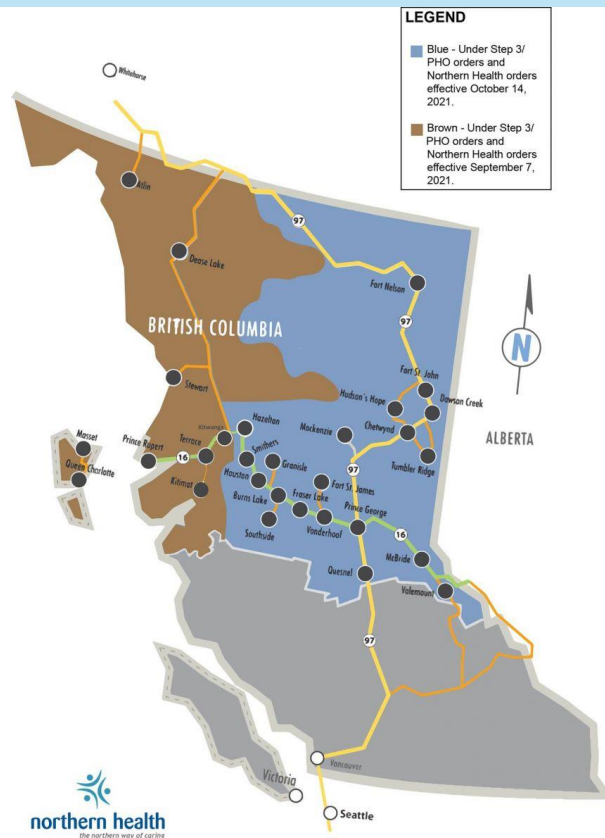 LEGEND
Blue - Under Step 3/
PHO orders and
Northern Health orders
effective October 14,
2021.
Brown - Under Step 3/
PHO orders and
Northern Health orders
effective September 7,
2021.
Whitehorse
Atlin
97
Dease Lake
Fort Nelson
97
BRITISH COLUMBIA
N
Fort St. John
Hudson's Hope
Dawson Creek
Stewart
Hazelton
Mackenzie
Chetwynd
ALBERTA
Kitwanga
Masset
Prince Rupert
Terrace
Smithers
Granisle
Tumbler Ridge
16
97
Queen Charlotte
Kitimat
Houston
Fort St. James
Burns Lake
Fraser Lake
Prince George
Southside
Vanderhoof
16
McBride
Quesnel
Valemount
97
Vancouver
Victoria
Seattle
northern health
the northern way of caring